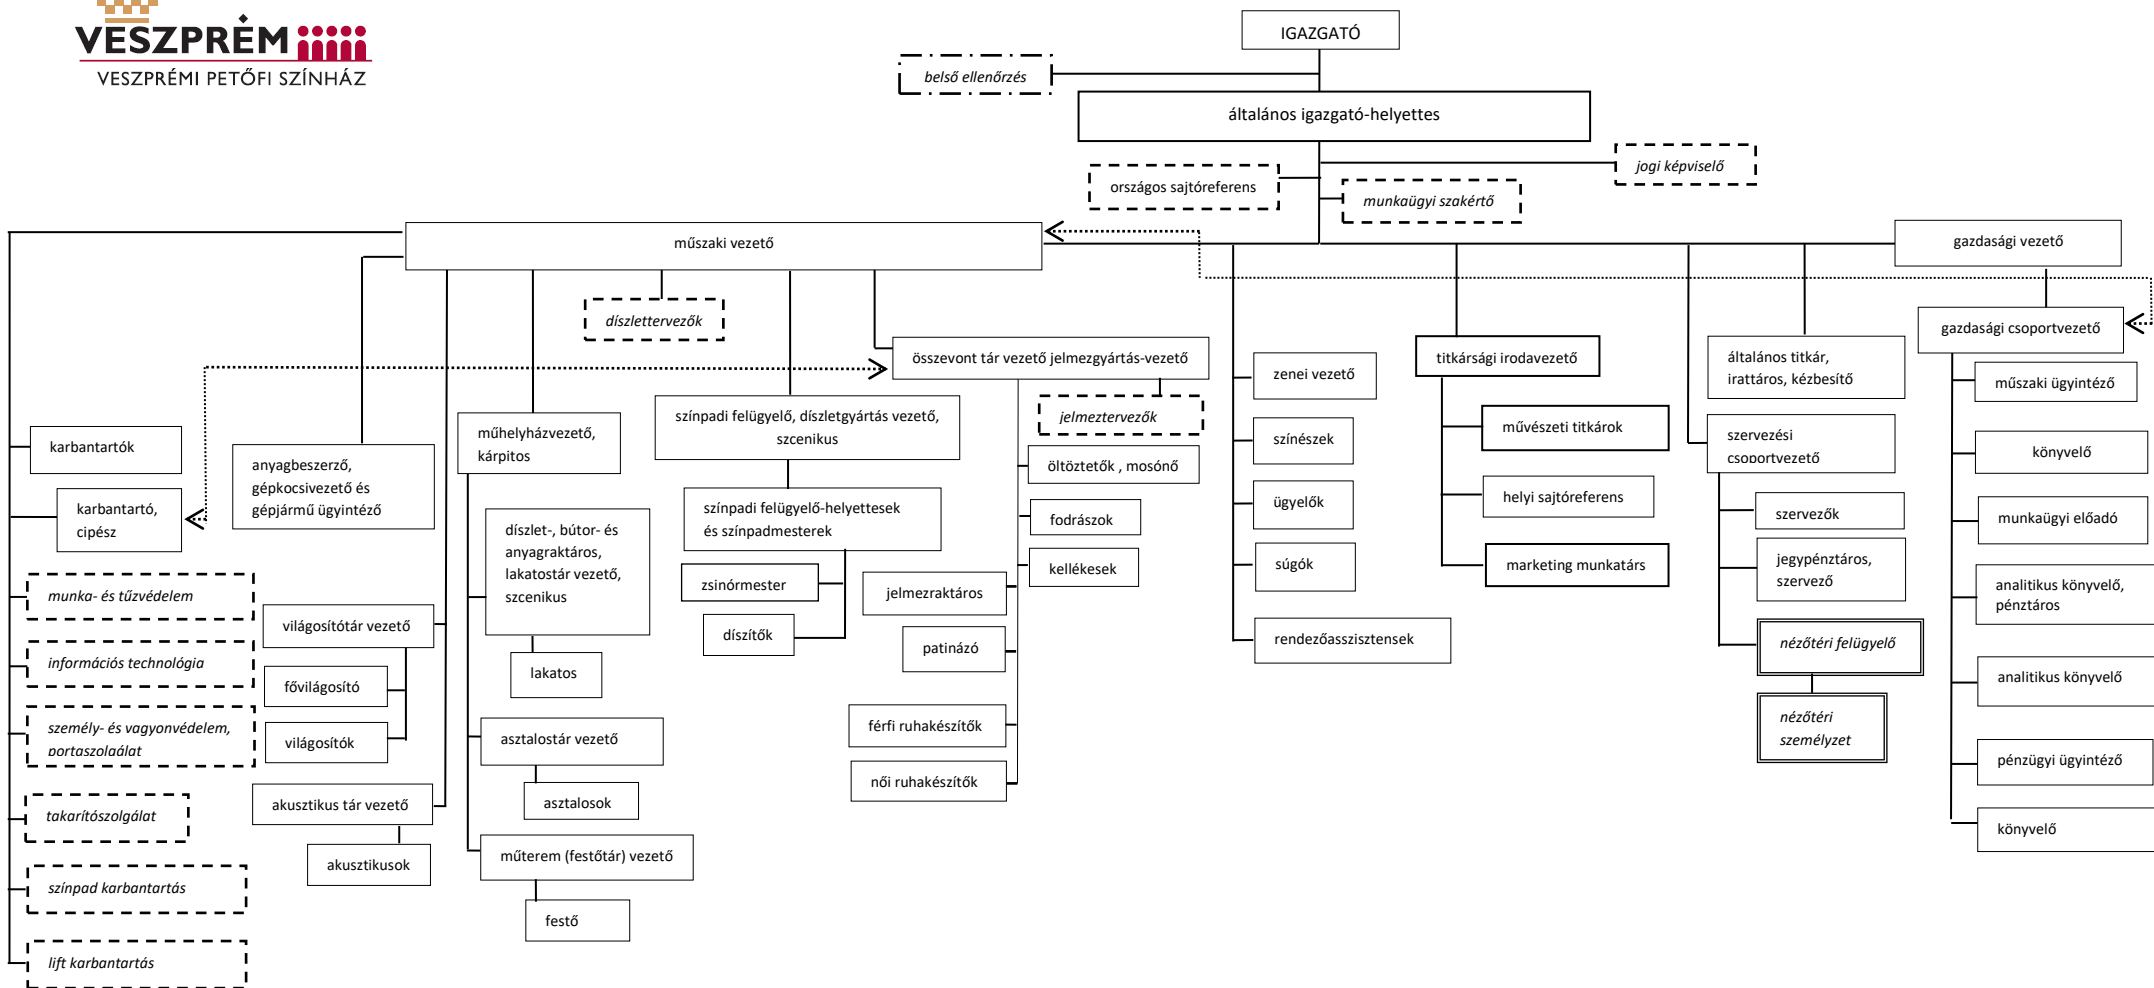 VESZPRÉM
VESZPRÉMI PETŐFI SZÍNHÁZ
IGAZGATÓ
belső ellenőrzés
általános igazgató-helyettes
országos sajtóreferens
jogi képviselő
munkaügyi szakértő
műszaki vezető
gazdasági vezető
díszlettervezők
gazdasági csoportvezető
összevont tár vezető jelmezgyártás-vezető
jelmeztervezők
karbantartók
karbantartó,
cipész
munka- és tűzvédelem
információs technológia
személy- és vagyonvédelem,
portaszolgálat
takarítószolgálat
színpad karbantartás
lift karbantartás
anyagbeszerző,
gépkocsivezető és
gépjármű ügyintéző
világosítótár vezető
fővilágosító
világosítók
akusztikus tár vezető
akusztikusok
műhelyházvezető,
kárpitos
díszlet-, bútor- és
anyagraktáros,
lakatostár vezető,
szcenikus
lakatos
asztalostár vezető
asztalosok
műterem (festőtár) vezető
festő
színpadi felügyelő, díszletgyártás vezető,
szcenikus
színpadi felügyelő-helyettesek
és színpadmesterek
zsinórmester
díszítők
öltöztetők , mosónő
fodrászok
kellékesek
jelmezraktáros
patinázó
férfi ruhakészítők
női ruhakészítők
zenei vezető
színészek
ügyelők
súgók
rendezőasszisztensek
titkársági irodavezető
művészeti titkárok
helyi sajtóreferens
marketing munkatárs
általános titkár,
irattáros, kézbesítő
szervezési
csoportvezető
szervezők
jegypénztáros,
szervező
nézőtéri felügyelő
nézőtéri
személyzet
műszaki ügyintéző
könyvelő
munkaügyi előadó
analitikus könyvelő,
pénztáros
analitikus könyvelő
pénzügyi ügyintéző
könyvelő